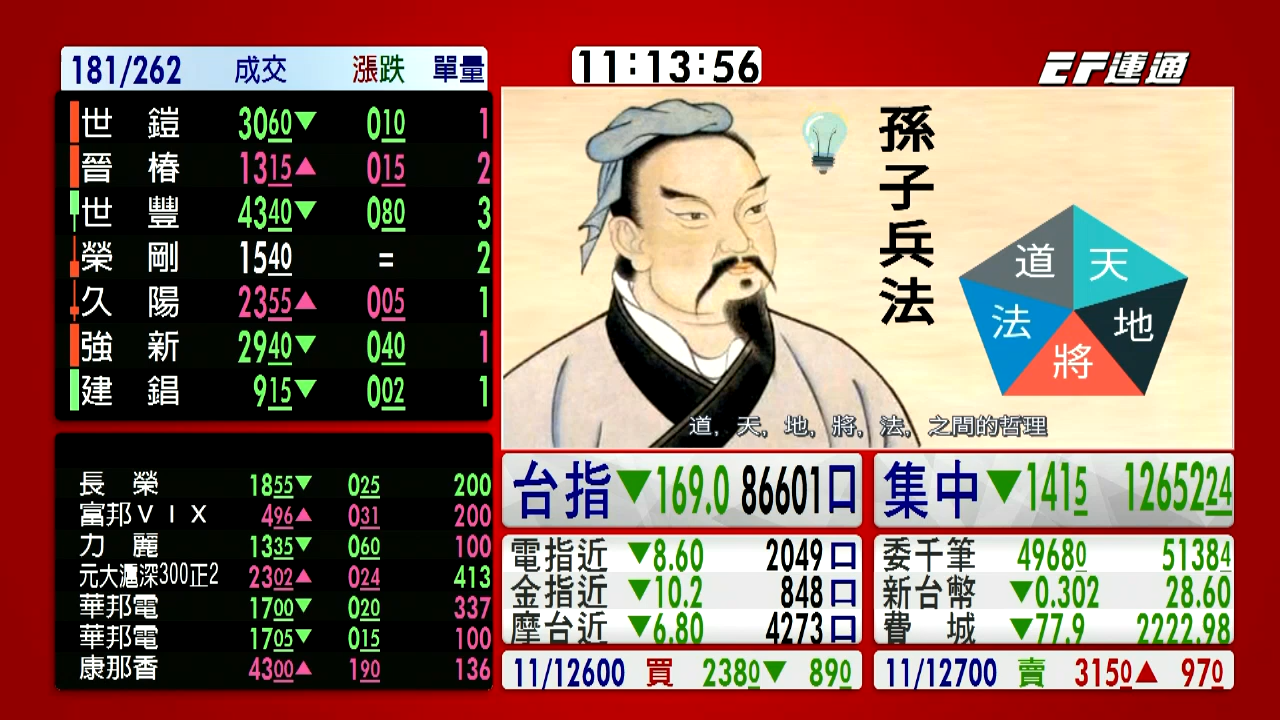 181/262 成交 漲跌 單量
11:13:56
EF運通
世鎧 3060▼ 010 1
晉椿 1315▲ 015 2
世豐 4340▼ 080 3
榮剛 1540 = 2
久陽 2355▲ 005 1
強新 2940▼ 040 1
建錩 915▼ 002 1
孫子兵法
道 天
法 地
將
道, 天, 地, 將, 法, 之間的哲理
長榮 1855▼ 025 200
富邦VIX 496▲ 031 200
力麗 1335▼ 060 100
元大滬深300正2 2302▲ 024 413
華邦電 1700▼ 020 337
華邦電 1705▼ 015 100
康那香 4300▲ 190 136
台指▼169.0 86601口
集中▼1415 1265224
電指近 ▼8.60 2049口
金指近 ▼10.2 848口
摩台近 ▼6.80 4273口
委千筆 49680 51384
新台幣 ▼0.302 28.60
費城 ▼77.9 2222.98
11/12600 買 2380▼ 890
11/12700 賣 3150▲ 970